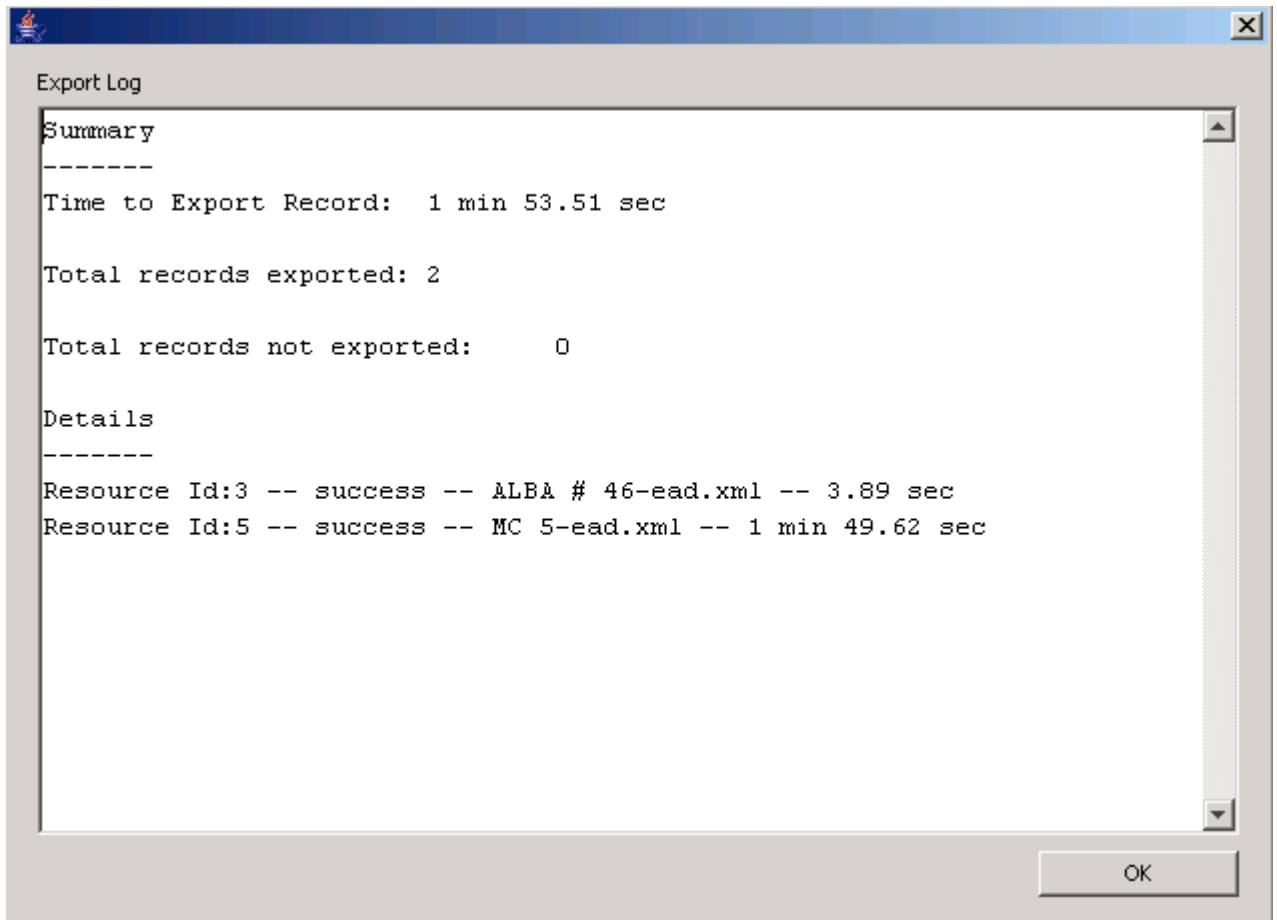 Export Log
Summary
-------
Time to Export Record:  1 min 53.51 sec
Total records exported: 2
Total records not exported:     0
Details
-------
Resource Id:3 -- success -- ALBA # 46-ead.xml -- 3.89 sec
Resource Id:5 -- success -- MC 5-ead.xml -- 1 min 49.62 sec
OK